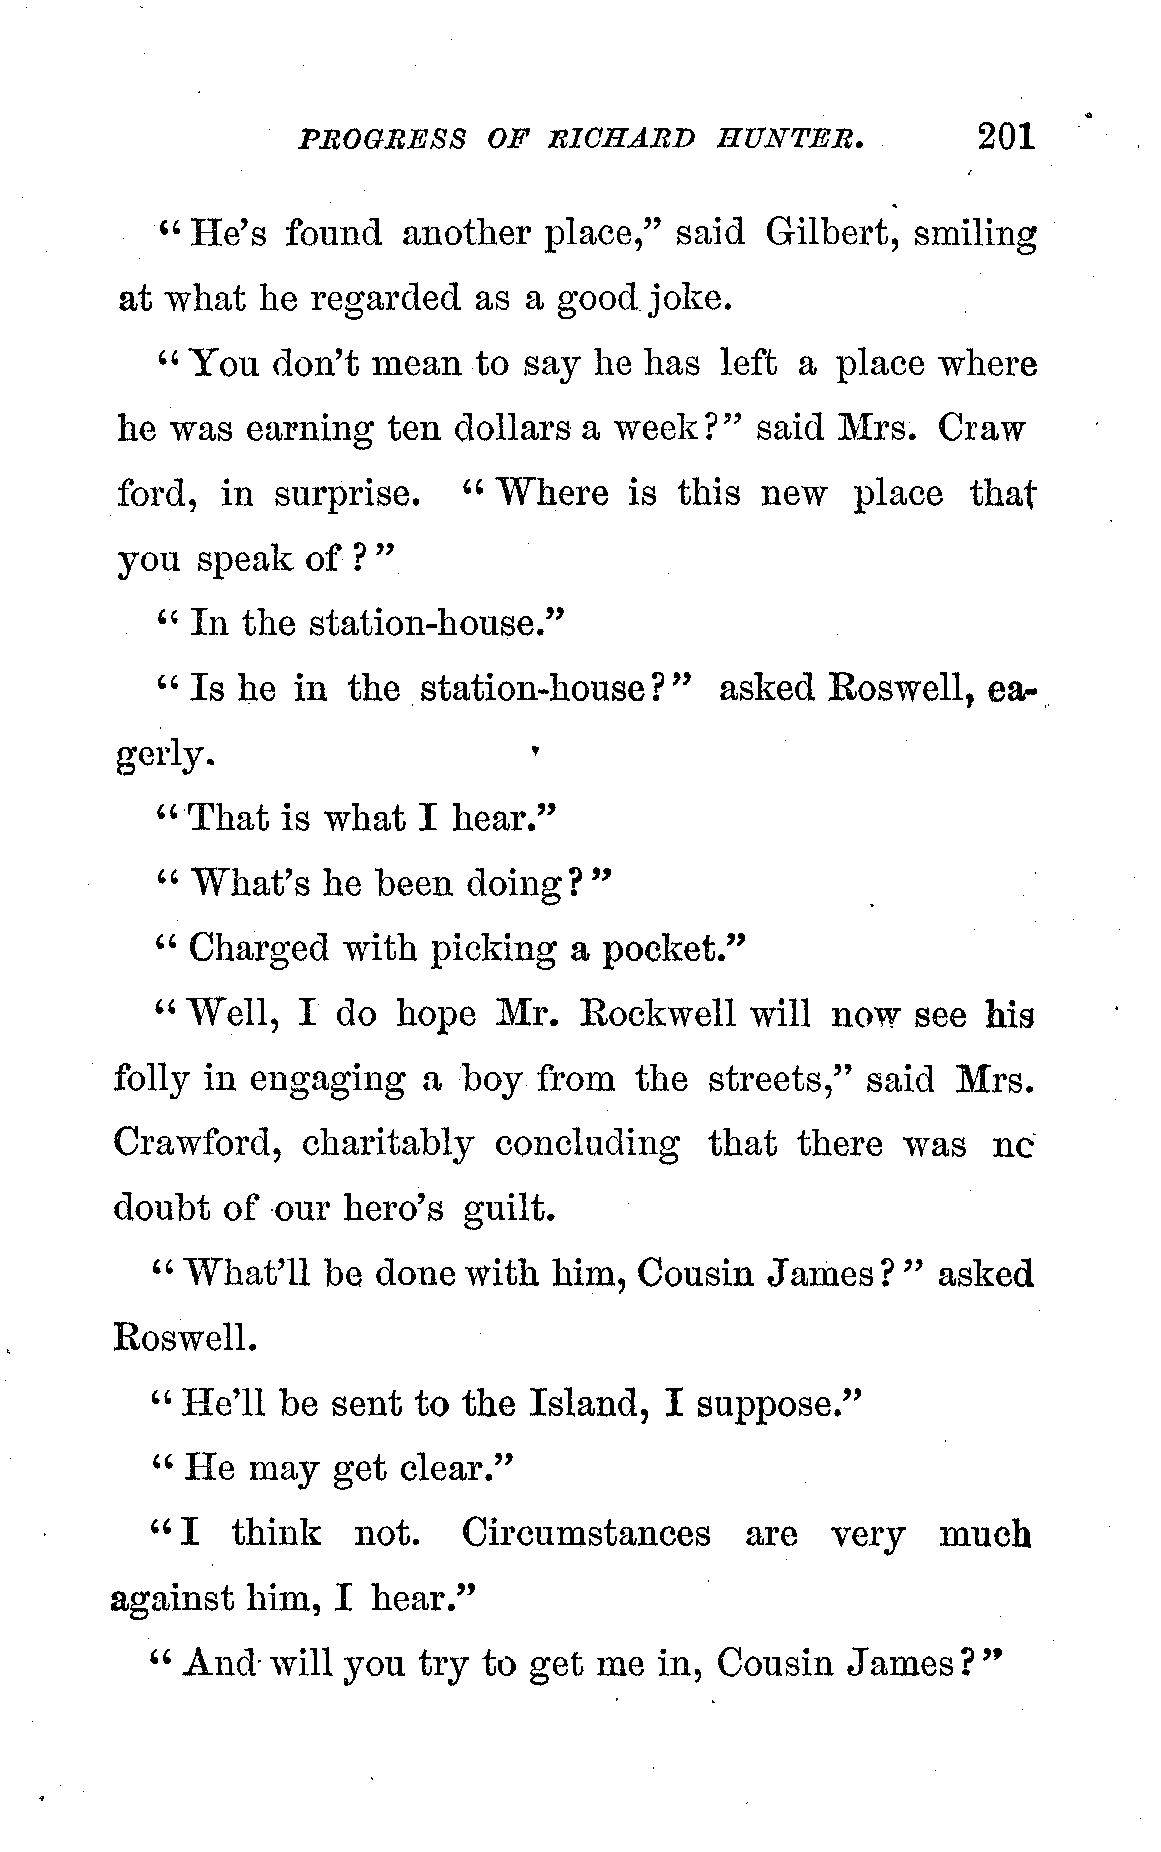 PROGRESS OF RICHARD HUNTER. 201
“He’s found another place,” said Gilbert, smiling
at what he regarded as a good joke.
“You don’t mean to say he has left a place where
he was earning ten dollars a week?” said Mrs. Craw
ford, in surprise. “Where is this new place that
you speak of?”
“In the station-house.”
“Is he in the station-house?” asked Roswell, ea-
gerly.
“That is what I hear.”
“What’s he been doing?”
“Charged with picking a pocket.”
“Well, I do hope Mr. Rockwell will now see his
folly in engaging a boy from the streets,” said Mrs.
Crawford, charitably concluding that there was no
doubt of our hero’s guilt.
“What’ll be done with him, Cousin James?” asked
Roswell.
“He’ll be sent to the Island, I suppose.”
“He may get clear.”
“I think not. Circumstances are very much
against him, I hear.”
“And will you try to get me in, Cousin James?”